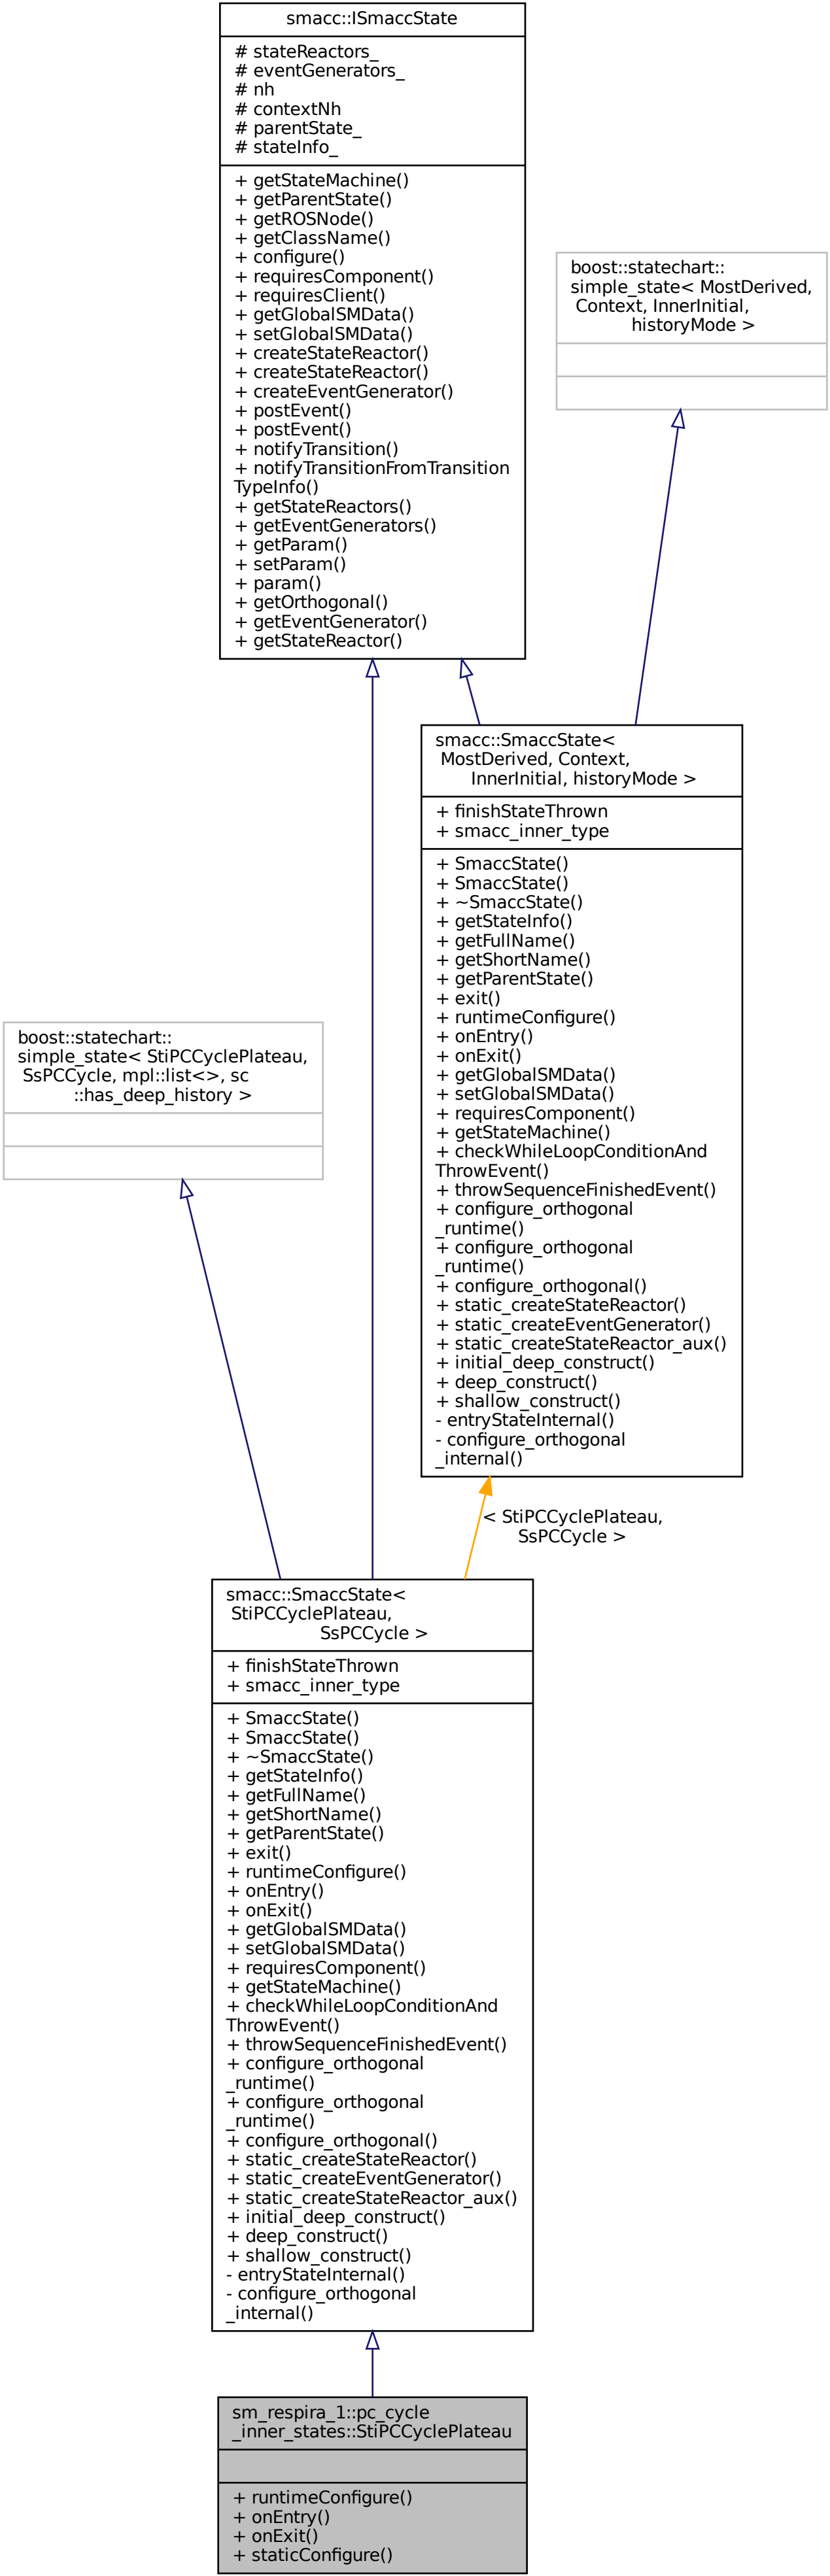 smacc::ISmaccState
# stateReactors_
# eventGenerators_
# nh
# contextNh
# parentState_
# stateInfo_
+ getStateMachine()
+ getParentState()
+ getROSNode()
+ getClassName()
+ configure()
+ requiresComponent()
+ requiresClient()
+ getGlobalSMData()
+ setGlobalSMData()
+ createStateReactor()
+ createStateReactor()
+ createEventGenerator()
+ postEvent()
+ postEvent()
+ notifyTransition()
+ notifyTransitionFromTransition
TypeInfo()
+ getStateReactors()
+ getEventGenerators()
+ getParam()
+ setParam()
+ param()
+ getOrthogonal()
+ getEventGenerator()
+ getStateReactor()
boost::statechart::
simple_state< MostDerived,
Context, InnerInitial,
historyMode >
smacc::SmaccState<
MostDerived, Context,
InnerInitial, historyMode >
+ finishStateThrown
+ smacc_inner_type
+ SmaccState()
+ SmaccState()
+ ~SmaccState()
+ getStateInfo()
+ getFullName()
+ getShortName()
+ getParentState()
+ exit()
+ runtimeConfigure()
+ onEntry()
+ onExit()
+ getGlobalSMData()
+ setGlobalSMData()
+ requiresComponent()
+ getStateMachine()
+ checkWhileLoopConditionAnd
ThrowEvent()
+ throwSequenceFinishedEvent()
+ configure_orthogonal
_runtime()
+ configure_orthogonal
_runtime()
+ configure_orthogonal()
+ static_createStateReactor()
+ static_createEventGenerator()
+ static_createStateReactor_aux()
+ initial_deep_construct()
+ deep_construct()
+ shallow_construct()
- entryStateInternal()
- configure_orthogonal
_internal()
boost::statechart::
simple_state< StiPCCyclePlateau,
SsPCCycle, mpl::list<>, sc
::has_deep_history >
< StiPCCyclePlateau,
SsPCCycle >
smacc::SmaccState<
StiPCCyclePlateau,
SsPCCycle >
+ finishStateThrown
+ smacc_inner_type
+ SmaccState()
+ SmaccState()
+ ~SmaccState()
+ getStateInfo()
+ getFullName()
+ getShortName()
+ getParentState()
+ exit()
+ runtimeConfigure()
+ onEntry()
+ onExit()
+ getGlobalSMData()
+ setGlobalSMData()
+ requiresComponent()
+ getStateMachine()
+ checkWhileLoopConditionAnd
ThrowEvent()
+ throwSequenceFinishedEvent()
+ configure_orthogonal
_runtime()
+ configure_orthogonal
_runtime()
+ configure_orthogonal()
+ static_createStateReactor()
+ static_createEventGenerator()
+ static_createStateReactor_aux()
+ initial_deep_construct()
+ deep_construct()
+ shallow_construct()
- entryStateInternal()
- configure_orthogonal
_internal()
sm_respira_1::pc_cycle
_inner_states::StiPCCyclePlateau
+ runtimeConfigure()
+ onEntry()
+ onExit()
+ staticConfigure()